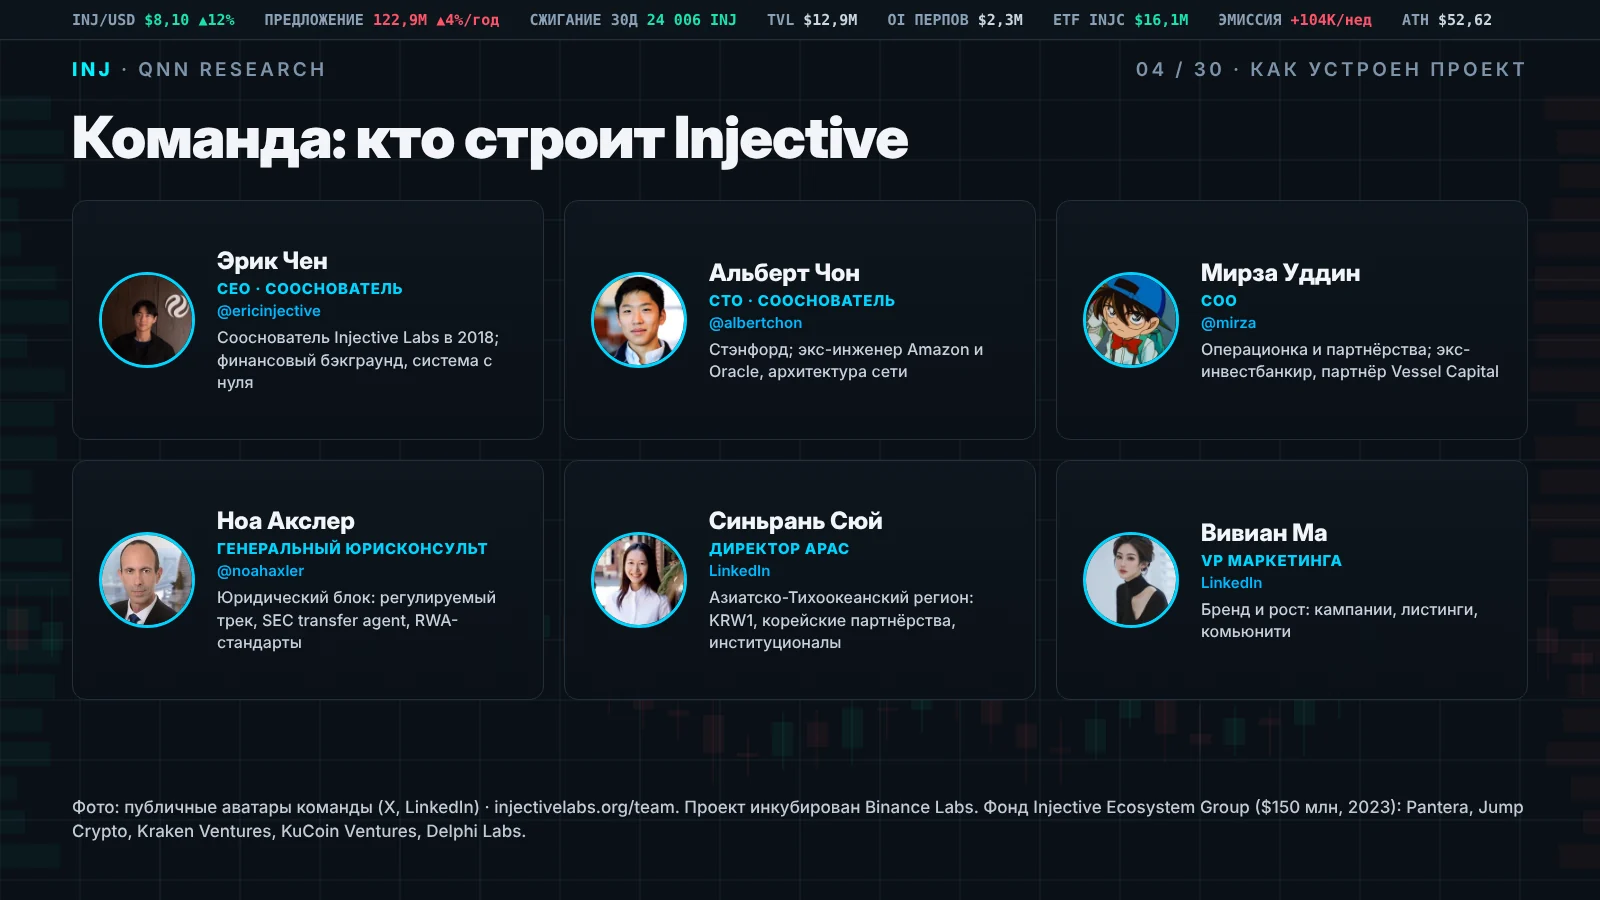 INJ/USD $8,10 ▲12% ПРЕДЛОЖЕНИЕ 122,9M ▲4%/год СЖИГАНИЕ 30Д 24 006 INJ TVL $12,9M OI ПЕРПОВ $2,3M ETF INJC $16,1M ЭМИССИЯ +104K/нед ATH $52,62
INJ · QNN RESEARCH
04 / 30 · КАК УСТРОЕН ПРОЕКТ
Команда: кто строит Injective
Эрик Чен
CEO · СООСНОВАТЕЛЬ
@ericinjective
Сооснователь Injective Labs в 2018;
финансовый бэкграунд, система с
нуля
Альберт Чон
CTO · СООСНОВАТЕЛЬ
@albertchon
Стэнфорд; экс-инженер Amazon и
Oracle, архитектура сети
Мирза Уддин
COO
@mirza
Операционка и партнёрства; экс-
инвестбанкир, партнёр Vessel Capital
Ноа Акслер
ГЕНЕРАЛЬНЫЙ ЮРИСКОНСУЛЬТ
@noahaxler
Юридический блок: регулируемый
трек, SEC transfer agent, RWA-
стандарты
Синьрань Сюй
ДИРЕКТОР APAC
LinkedIn
Азиатско-Тихоокеанский регион:
KRW1, корейские партнёрства,
институционалы
Вивиан Ма
VP МАРКЕТИНГА
LinkedIn
Бренд и рост: кампании, листинги,
комьюнити
Фото: публичные аватары команды (X, LinkedIn) · injectivelabs.org/team. Проект инкубирован Binance Labs. Фонд Injective Ecosystem Group ($150 млн, 2023): Pantera, Jump
Crypto, Kraken Ventures, KuCoin Ventures, Delphi Labs.